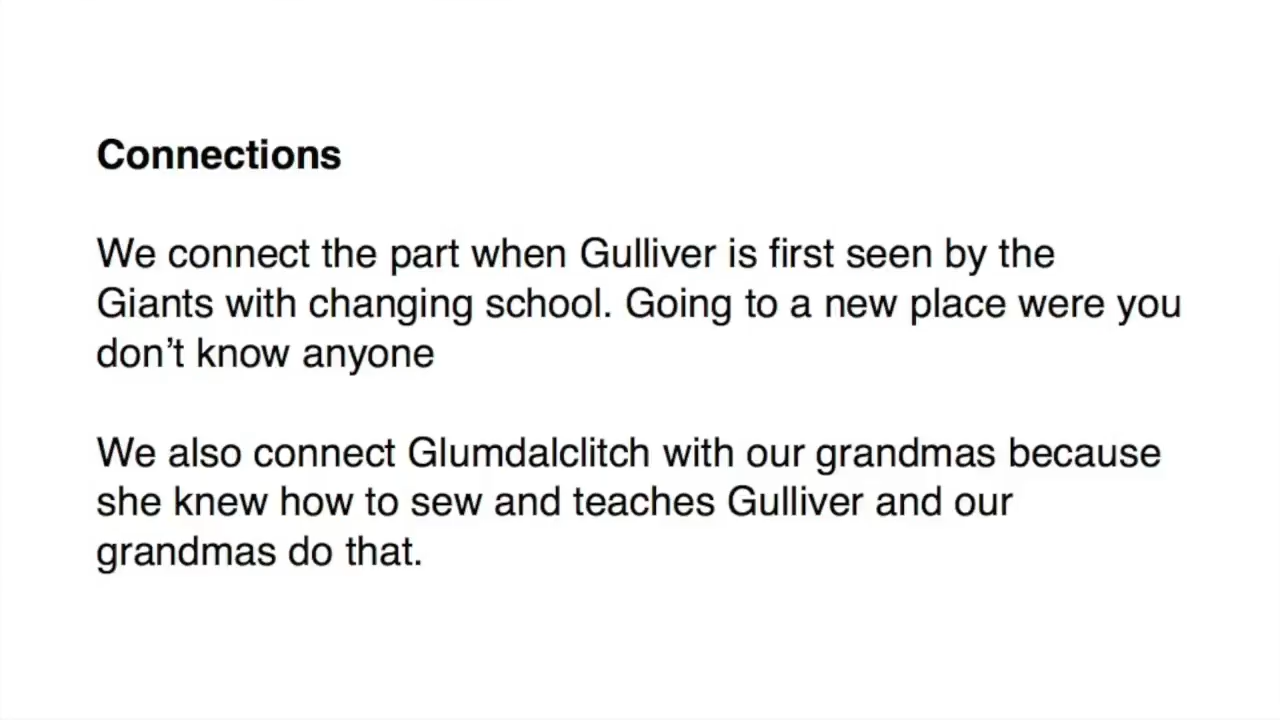 Connections
We connect the part when Gulliver is first seen by the
Giants with changing school. Going to a new place were you
don’t know anyone
We also connect Glumdalclitch with our grandmas because
she knew how to sew and teaches Gulliver and our
grandmas do that.